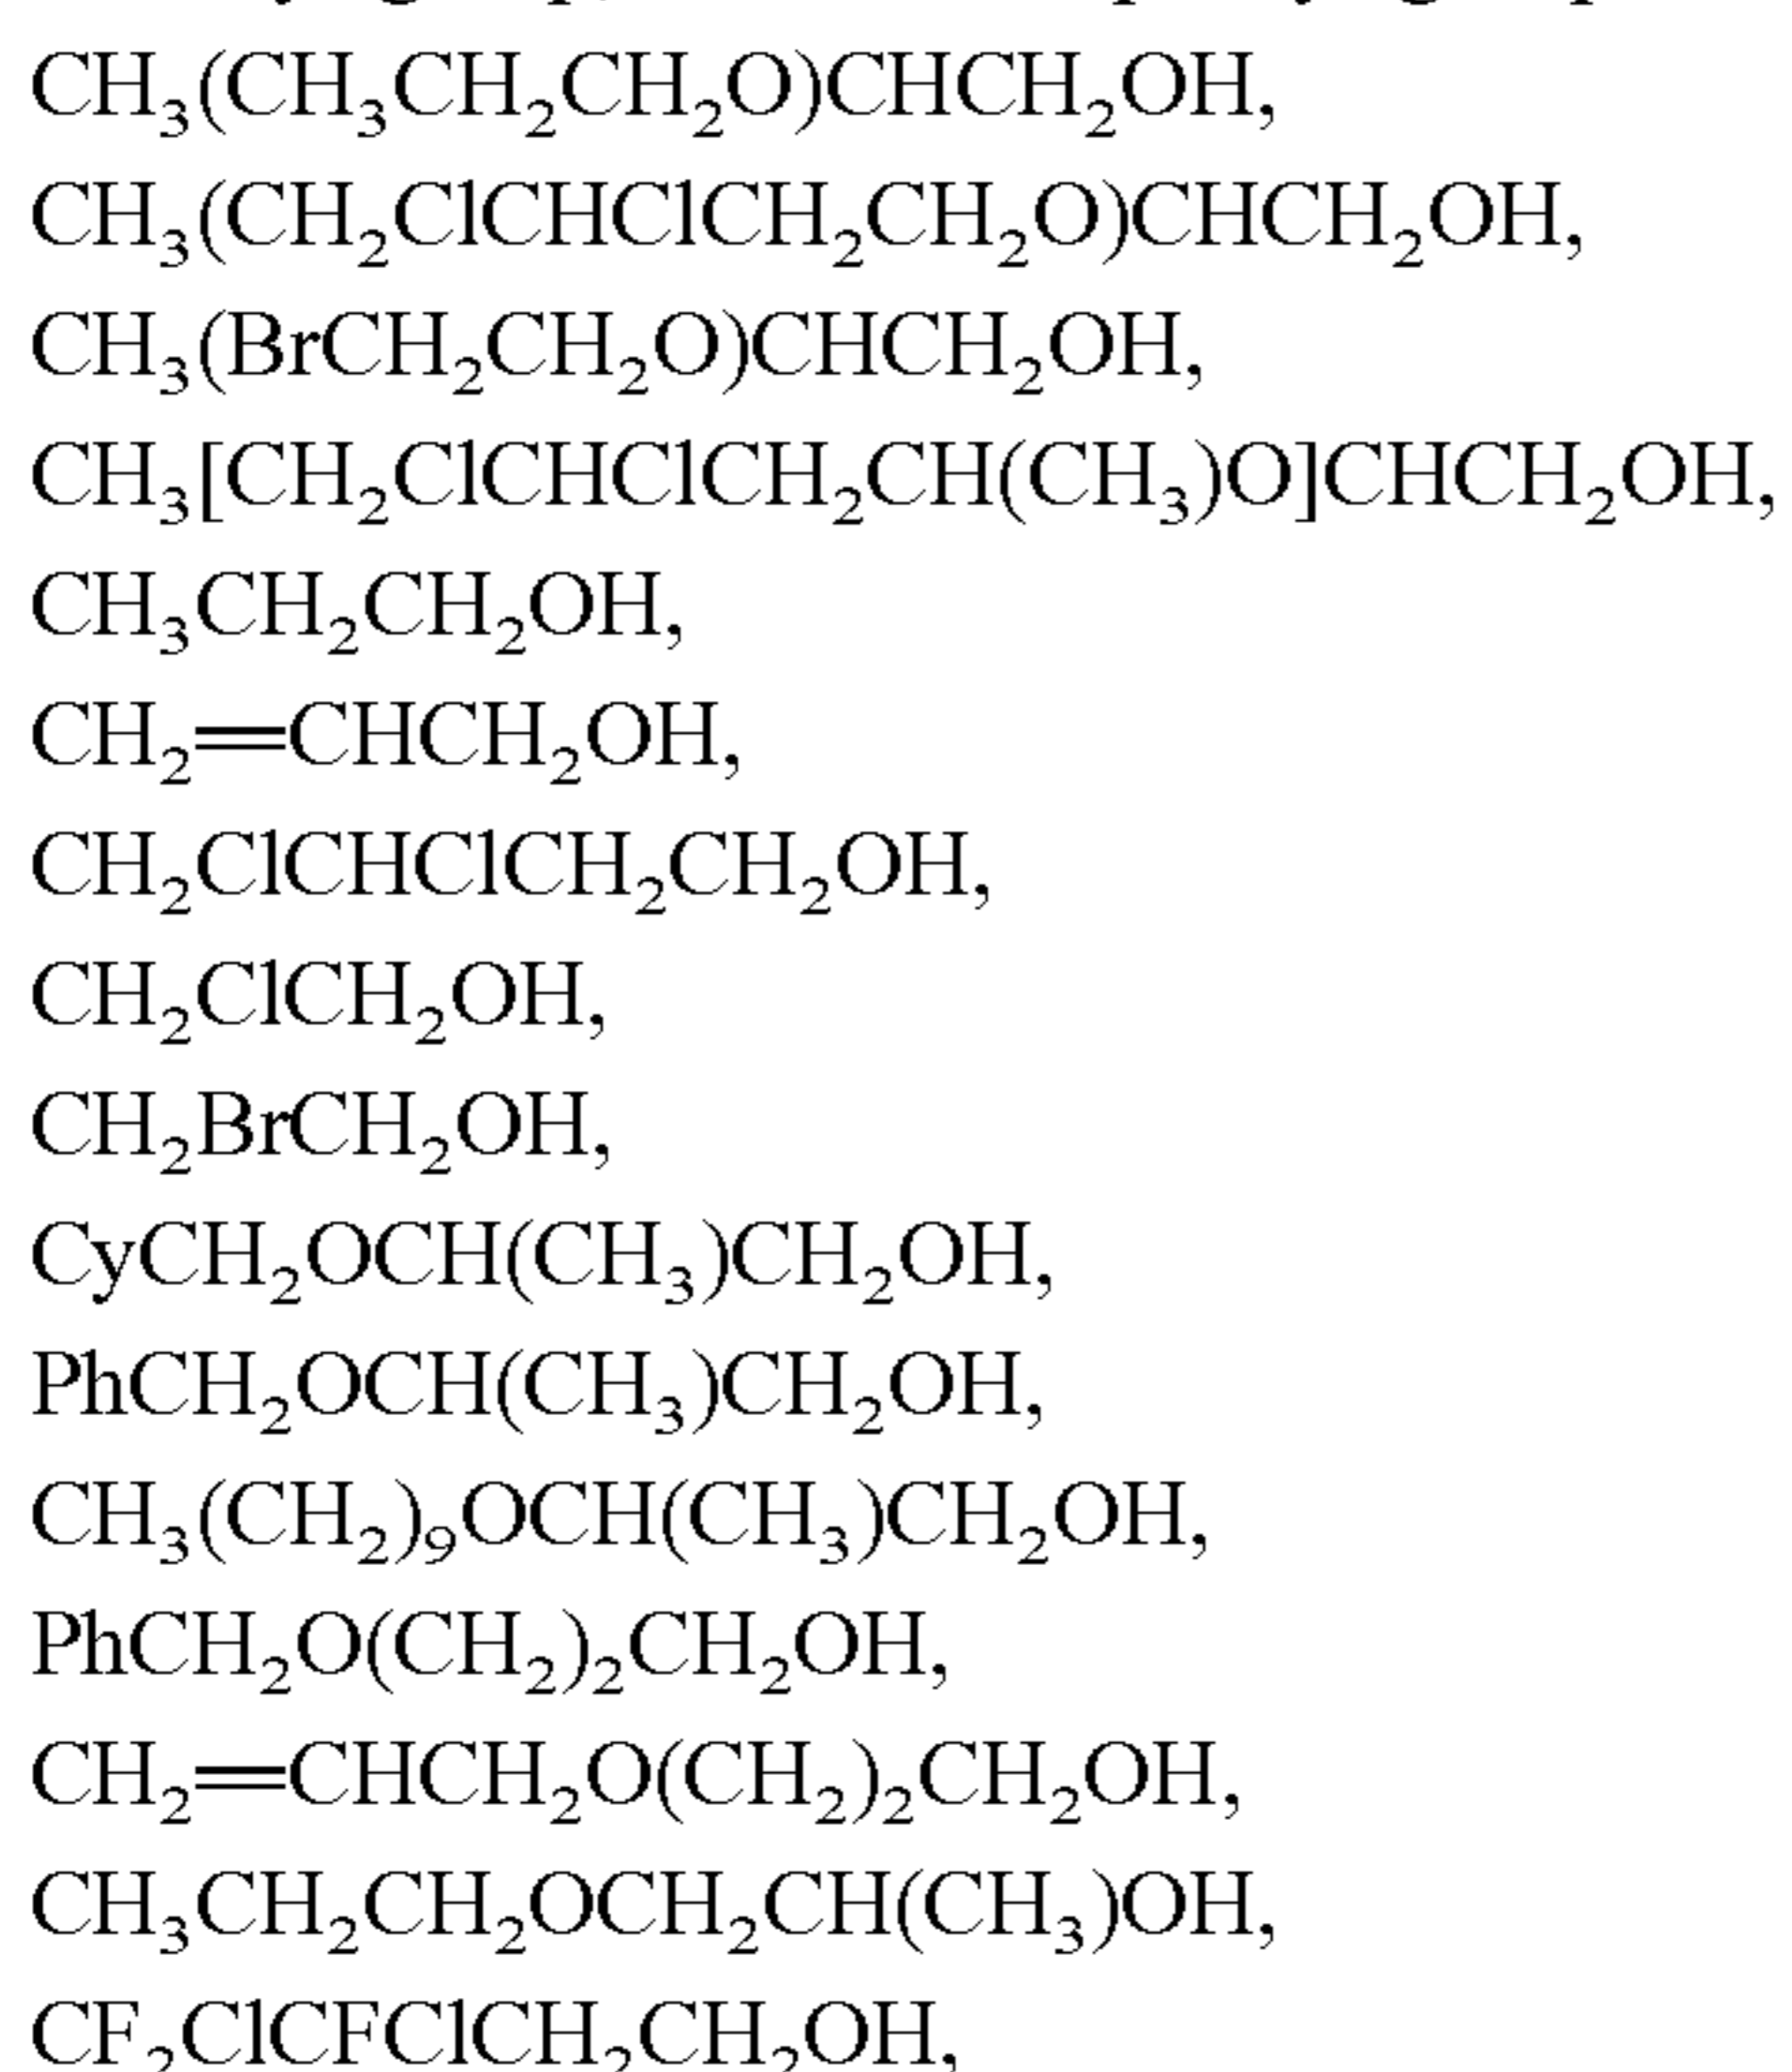 CH₃(CH₃CH₂CH₂O)CHCH₂OH,
CH₃(CH₂ClCHClCH₂CH₂O)CHCH₂OH,
CH₃(BrCH₂CH₂O)CHCH₂OH,
CH₃[CH₂ClCHClCH₂CH(CH₃)O]CHCH₂OH,
CH₃CH₂CH₂OH,
CH₂=CHCH₂OH,
CH₂ClCHClCH₂CH₂OH,
CH₂ClCH₂OH,
CH₂BrCH₂OH,
CyCH₂OCH(CH₃)CH₂OH,
PhCH₂OCH(CH₃)CH₂OH,
CH₃(CH₂)₉OCH(CH₃)CH₂OH,
PhCH₂O(CH₂)₂CH₂OH,
CH₂=CHCH₂O(CH₂)₂CH₂OH,
CH₃CH₂CH₂OCH₂CH(CH₃)OH,
CF₂ClCFClCH₂CH₂OH,